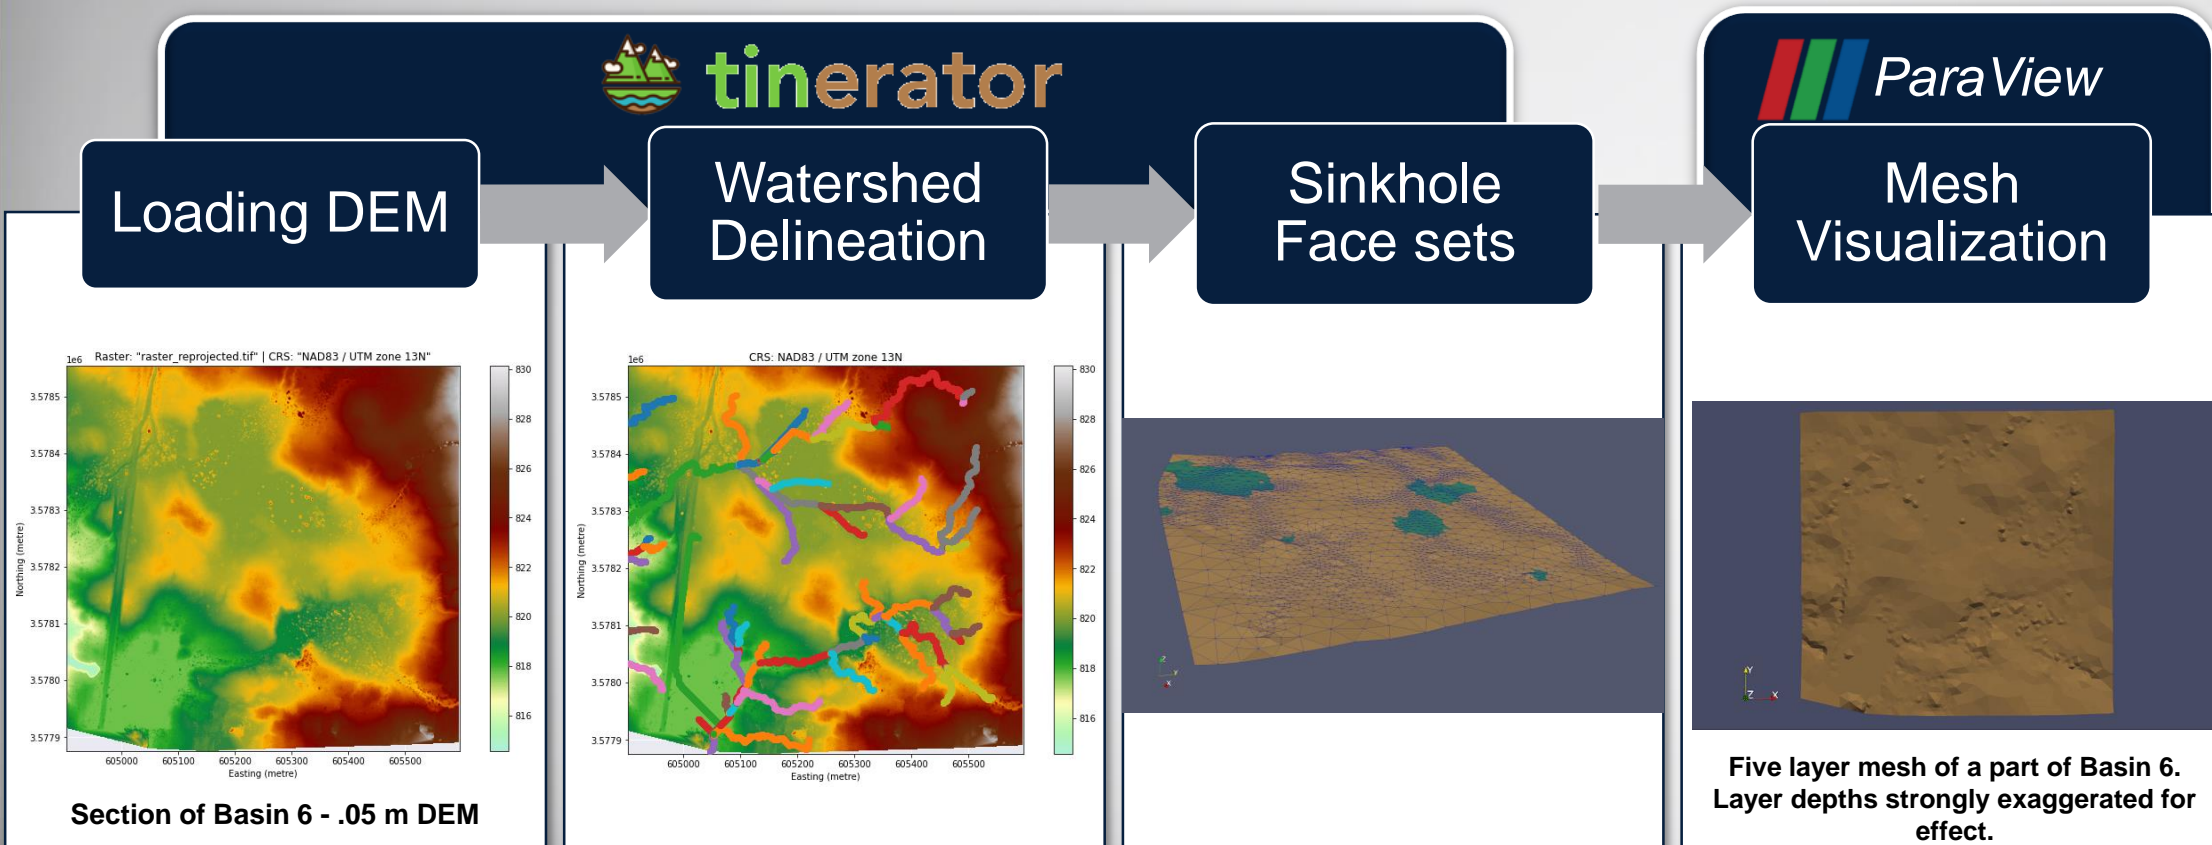 tinerator
ParaView
Loading DEM
Watershed
Delineation
Sinkhole
Face sets
Mesh
Visualization
1e6 Raster: "raster_reprojected.tif" | CRS: "NAD83 / UTM zone 13N"
3.5785
3.5784
3.5783
3.5782
3.5781
3.5780
3.5779
Northing (metre)
605000 605100 605200 605300 605400 605500
Easting (metre)
830
828
826
824
822
820
818
816
Section of Basin 6 - .05 m DEM
1e6 CRS: NAD83 / UTM zone 13N
3.5785
3.5784
3.5783
3.5782
3.5781
3.5780
3.5779
Northing (metre)
605000 605100 605200 605300 605400 605500
Easting (metre)
830
828
826
824
822
820
818
816
Z
Y
X
Y
Z X
Five layer mesh of a part of Basin 6.
Layer depths strongly exaggerated for
effect.